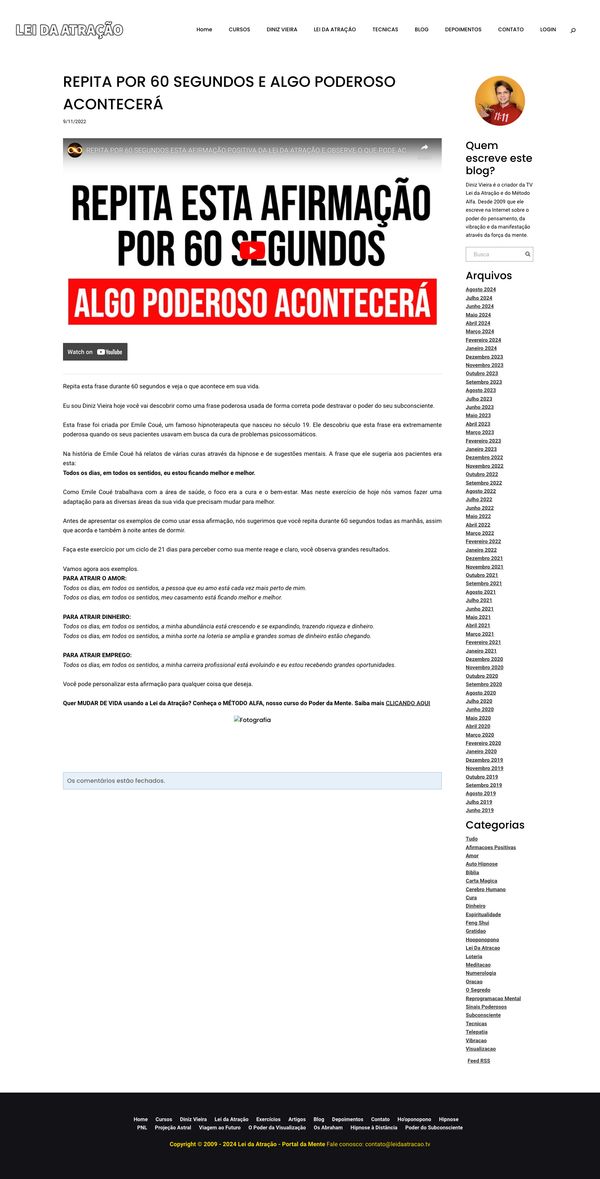 LEI DA ATRAÇÃO
Home CURSOS DINIZ VIEIRA LEI DA ATRAÇÃO TECNICAS BLOG DEPOIMENTOS CONTATO LOGIN
REPITA POR 60 SEGUNDOS E ALGO PODEROSO
ACONTECERÁ
9/11/2022
REPITA POR 60 SEGUNDOS ESTA AFIRMAÇÃO POSITIVA DA LEI DA ATRAÇÃO E OBSERVE O QUE PODE AC
REPITA ESTA AFIRMAÇÃO
POR 60 SEGUNDOS
ALGO PODEROSO ACONTECERÁ
Watch on YouTube
Repita esta frase durante 60 segundos e veja o que acontece em sua vida.
Eu sou Diniz Vieira hoje você vai descobrir como uma frase poderosa usada de forma correta pode destravar o poder do seu subconsciente.
Esta frase foi criada por Emile Coué, um famoso hipnoterapeuta que nasceu no século 19. Ele descobriu que esta frase era extremamente
poderosa quando os seus pacientes usavam em busca da cura de problemas psicossomáticos.
Na história de Emile Coué há relatos de várias curas através da hipnose e de sugestões mentais. A frase que ele sugeria aos pacientes era
esta:
Todos os dias, em todos os sentidos, eu estou ficando melhor e melhor.
Como Emile Coué trabalhava com a área de saúde, o foco era a cura e o bem-estar. Mas neste exercício de hoje nós vamos fazer uma
adaptação para as diversas áreas da sua vida que precisam mudar para melhor.
Antes de apresentar os exemplos de como usar essa afirmação, nós sugerimos que você repita durante 60 segundos todas as manhãs, assim
que acorda e também à noite antes de dormir.
Faça este exercício por um ciclo de 21 dias para perceber como sua mente reage e claro, você observa grandes resultados.
Vamos agora aos exemplos.
PARA ATRAIR O AMOR:
Todos os dias, em todos os sentidos, a pessoa que eu amo está cada vez mais perto de mim.
Todos os dias, em todos os sentidos, meu casamento está ficando melhor e melhor.
PARA ATRAIR DINHEIRO:
Todos os dias, em todos os sentidos, a minha abundância está crescendo e se expandindo, trazendo riqueza e dinheiro.
Todos os dias, em todos os sentidos, a minha sorte na loteria se amplia e grandes somas de dinheiro estão chegando.
PARA ATRAIR EMPREGO:
Todos os dias, em todos os sentidos, a minha carreira profissional está evoluindo e eu estou recebendo grandes oportunidades.
Você pode personalizar esta afirmação para qualquer coisa que deseja.
Quer MUDAR DE VIDA usando a Lei da Atração? Conheça o MÉTODO ALFA, nosso curso do Poder da Mente. Saiba mais CLICANDO AQUI
Fotografia
Os comentários estão fechados.
11:11
Quem
escreve este
blog?
Diniz Vieira é o criador da TV
Lei da Atração e do Método
Alfa. Desde 2009 que ele
escreve na Internet sobre o
poder do pensamento, da
vibração e da manifestação
através da força da mente.
Busca
Arquivos
Agosto 2024
Julho 2024
Junho 2024
Maio 2024
Abril 2024
Março 2024
Fevereiro 2024
Janeiro 2024
Dezembro 2023
Novembro 2023
Outubro 2023
Setembro 2023
Agosto 2023
Julho 2023
Junho 2023
Maio 2023
Abril 2023
Março 2023
Fevereiro 2023
Janeiro 2023
Dezembro 2022
Novembro 2022
Outubro 2022
Setembro 2022
Agosto 2022
Julho 2022
Junho 2022
Maio 2022
Abril 2022
Março 2022
Fevereiro 2022
Janeiro 2022
Dezembro 2021
Novembro 2021
Outubro 2021
Setembro 2021
Agosto 2021
Julho 2021
Junho 2021
Maio 2021
Abril 2021
Março 2021
Fevereiro 2021
Janeiro 2021
Dezembro 2020
Novembro 2020
Outubro 2020
Setembro 2020
Agosto 2020
Julho 2020
Junho 2020
Maio 2020
Abril 2020
Março 2020
Fevereiro 2020
Janeiro 2020
Dezembro 2019
Novembro 2019
Outubro 2019
Setembro 2019
Agosto 2019
Julho 2019
Junho 2019
Categorias
Tudo
Afirmacoes Positivas
Amor
Auto Hipnose
Biblia
Carta Magica
Cerebro Humano
Cura
Dinheiro
Espiritualidade
Feng Shui
Gratidao
Hooponopono
Lei Da Atracao
Loteria
Meditacao
Numerologia
Oracao
O Segredo
Reprogramacao Mental
Sinais Poderosos
Subconsciente
Tecnicas
Telepatia
Vibracao
Visualizacao
Feed RSS
Home Cursos Diniz Vieira Lei da Atração Exercícios Artigos Blog Depoimentos Contato Ho'oponopono Hipnose
PNL Projeção Astral Viagem ao Futuro O Poder da Visualização Os Abraham Hipnose à Distância Poder do Subconsciente
Copyright © 2009 - 2024 Lei da Atração - Portal da Mente Fale conosco: contato@leidaatracao.tv